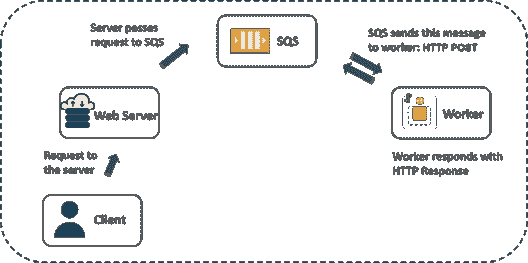 Server passes
request to SQS
SQS
SQS sends this message
to worker: HTTP POST
Web Server
Worker
Request to
the server
Worker responds with
HTTP Response
Client